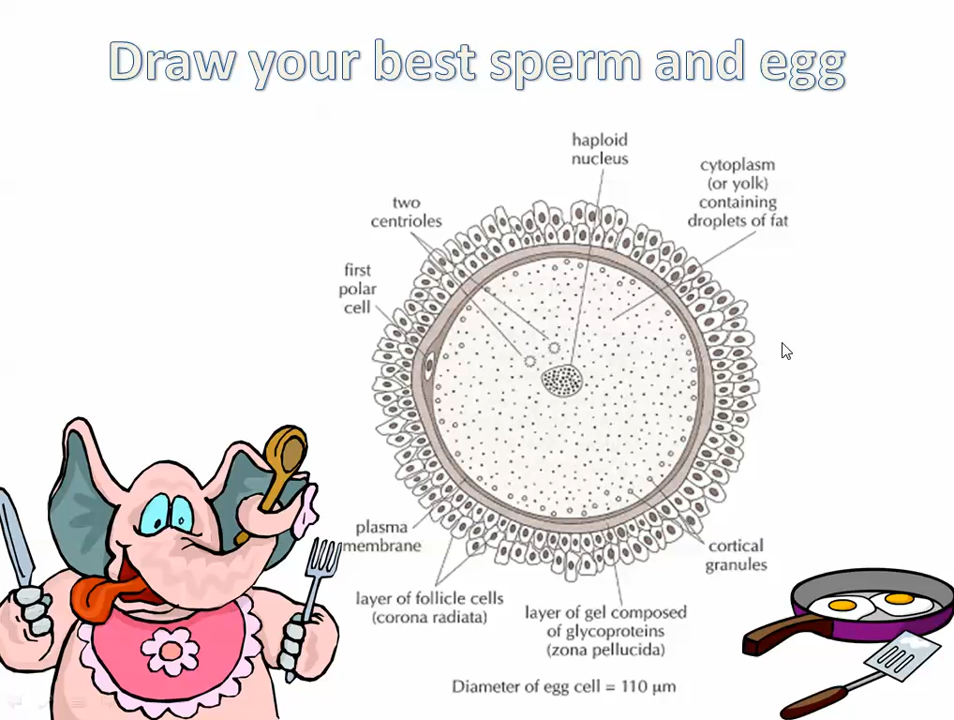 Draw your best sperm and egg
haploid
nucleus
cytoplasm
(or yolk)
containing
droplets of fat
two
centrioles
first
polar
cell
plasma
membrane
cortical
granules
layer of follicle cells
(corona radiata)
layer of gel composed
of glycoproteins
(zona pellucida)
Diameter of egg cell = 110 µm